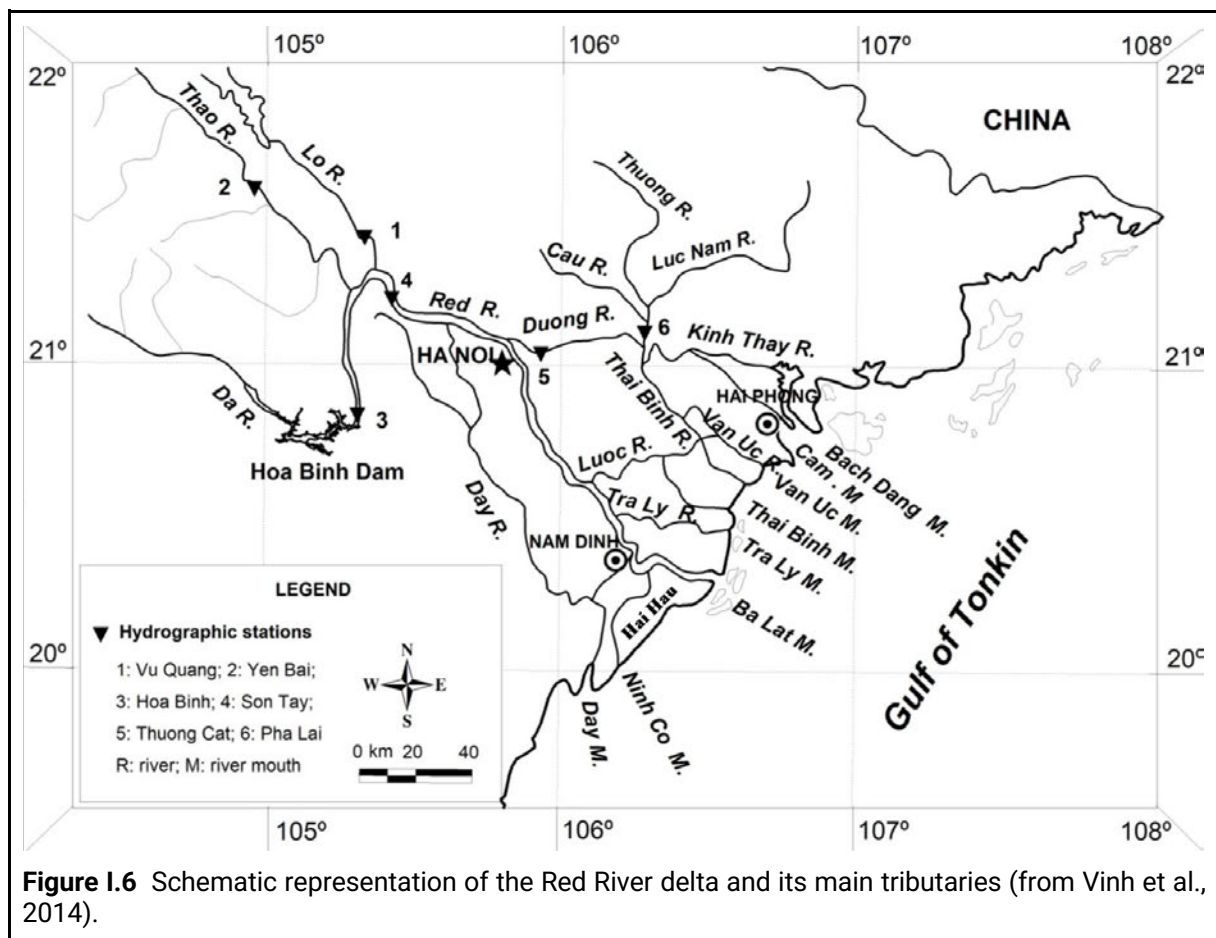 105º 106º 107º 108º
22º 22º
Thao R.
Lo R.
CHINA
2
1
Thuong R.
Cau R.
Luc Nam R.
4
Red R.
Duong R.
6
Kinh Thay R.
21º 21º
HA NOI
5
Thai Binh R.
HAI PHONG
Da R.
3
Hoa Binh Dam
Van Uc R.
Cam . M
Bach Dang M.
Luoc R.
Van Uc M.
Day R.
Tra Ly R.
Thai Binh M.
NAM DINH
Tra Ly M.
Hai Hau
Ba Lat M.
Gulf of Tonkin
20º 20º
Ninh Co M.
Day M.
LEGEND
Hydrographic stations
1: Vu Quang; 2: Yen Bai;
3: Hoa Binh; 4: Son Tay;
5: Thuong Cat; 6: Pha Lai
R: river; M: river mouth
N
W E
S
0 km 20 40
105º 106º 107º 108º
Figure I.6 Schematic representation of the Red River delta and its main tributaries (from Vinh et al.,
2014).